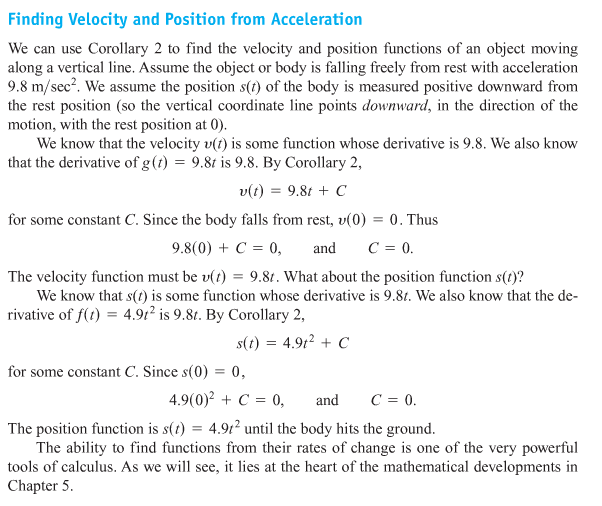 Finding Velocity and Position from Acceleration
We can use Corollary 2 to find the velocity and position functions of an object moving
along a vertical line. Assume the object or body is falling freely from rest with acceleration
9.8 m/sec². We assume the position s(t) of the body is measured positive downward from
the rest position (so the vertical coordinate line points downward, in the direction of the
motion, with the rest position at 0).
We know that the velocity v(t) is some function whose derivative is 9.8. We also know
that the derivative of g(t) = 9.8t is 9.8. By Corollary 2,
v(t) = 9.8t + C
for some constant C. Since the body falls from rest, v(0) = 0. Thus
9.8(0) + C = 0, and C = 0.
The velocity function must be v(t) = 9.8t. What about the position function s(t)?
We know that s(t) is some function whose derivative is 9.8t. We also know that the de-
rivative of f(t) = 4.9t² is 9.8t. By Corollary 2,
s(t) = 4.9t² + C
for some constant C. Since s(0) = 0,
4.9(0)² + C = 0, and C = 0.
The position function is s(t) = 4.9t² until the body hits the ground.
The ability to find functions from their rates of change is one of the very powerful
tools of calculus. As we will see, it lies at the heart of the mathematical developments in
Chapter 5.